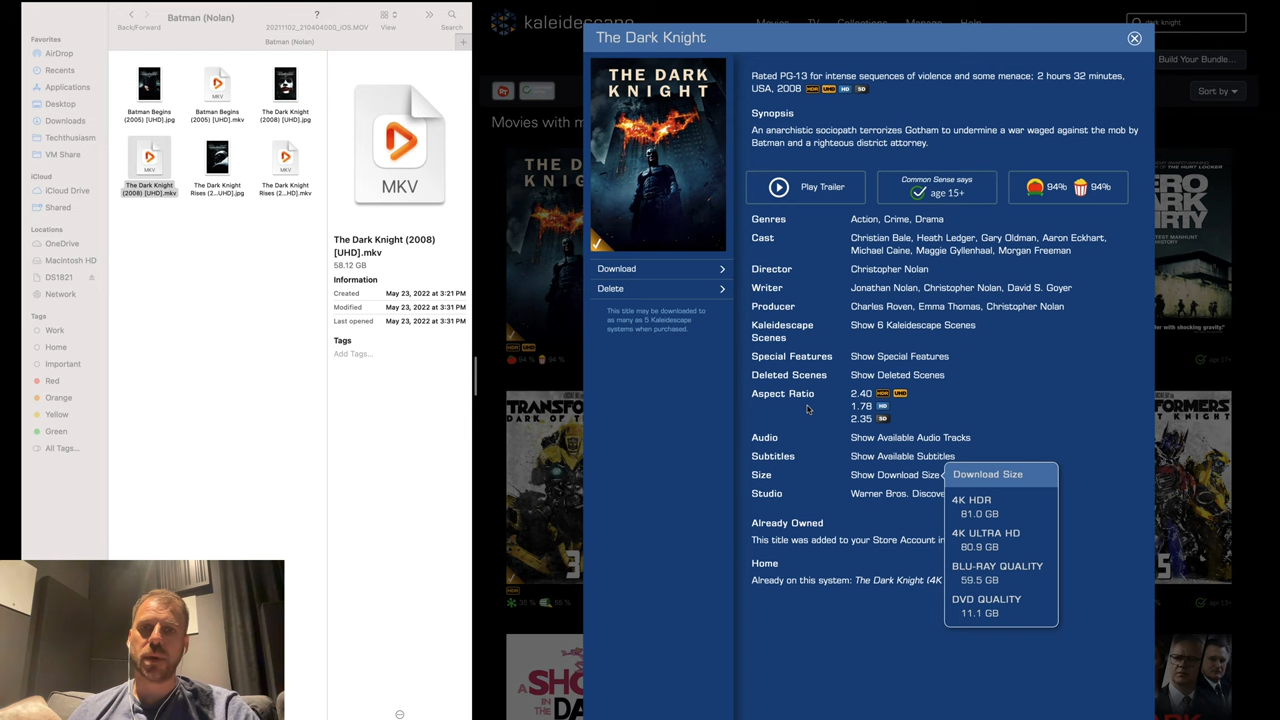 Batman (Nolan)
Back/Forward
20211102_210404000_iOS.MOV
View
Search
Batman (Nolan)
Favorites
AirDrop
Recents
Applications
Desktop
Downloads
Techthusiasm
VM Share
iCloud
iCloud Drive
Shared
Locations
OneDrive
Macintosh HD
DS1821
Network
Tags
Work
Home
Important
Red
Orange
Yellow
Green
All Tags...
Batman Begins
(2005) [UHD].jpg
Batman Begins
(2005) [UHD].mkv
The Dark Knight
(2008) [UHD].jpg
MKV
The Dark Knight
(2008) [UHD].mkv
The Dark Knight
Rises (2...UHD].jpg
MKV
The Dark Knight
Rises (2...HD].mkv
MKV
MKV
The Dark Knight (2008)
[UHD].mkv
58.12 GB
Information
Created May 23, 2022 at 3:21 PM
Modified May 23, 2022 at 3:31 PM
Last opened May 23, 2022 at 3:31 PM
Tags
Add Tags...
kaleidescape
Movies TV Collections Manage Help
dark knight
Build Your Bundle...
Sort by
Movies with m
The Dark Knight
THE DARK
KNIGHT
Download
Delete
This title may be downloaded to
as many as 5 Kaleidescape
systems when purchased.
Rated PG-13 for intense sequences of violence and some menace; 2 hours 32 minutes,
USA, 2008 HDR UHD HD SD
Synopsis
An anarchistic sociopath terrorizes Gotham to undermine a war waged against the mob by
Batman and a righteous district attorney.
Play Trailer
Common Sense says
age 15+
94% 94%
Genres Action, Crime, Drama
Cast Christian Bale, Heath Ledger, Gary Oldman, Aaron Eckhart,
Michael Caine, Maggie Gyllenhaal, Morgan Freeman
Director Christopher Nolan
Writer Jonathan Nolan, Christopher Nolan, David S. Goyer
Producer Charles Roven, Emma Thomas, Christopher Nolan
Kaleidescape Show 6 Kaleidescape Scenes
Scenes
Special Features Show Special Features
Deleted Scenes Show Deleted Scenes
Aspect Ratio 2.40 HDR UHD
1.78 HD
2.35 SD
Audio Show Available Audio Tracks
Subtitles Show Available Subtitles
Size Show Download Size
Studio Warner Bros. Discove
Already Owned
This title was added to your Store Account in
Home
Already on this system: The Dark Knight (4K
Download Size
4K HDR
81.0 GB
4K ULTRA HD
80.9 GB
BLU-RAY QUALITY
59.5 GB
DVD QUALITY
11.1 GB